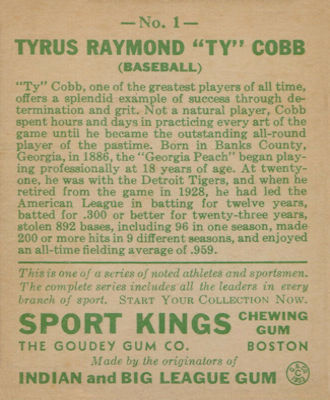 — No. 1 —
TYRUS RAYMOND "TY" COBB
(BASEBALL)
"Ty" Cobb, one of the greatest players of all time,
offers a splendid example of success through de-
termination and grit. Not a natural player, Cobb
spent hours and days in practicing every art of the
game until he became the outstanding all-round
player of the pastime. Born in Banks County,
Georgia, in 1886, the "Georgia Peach" began play-
ing professionally at 18 years of age. At twenty-
one, he was with the Detroit Tigers, and when he
retired from the game in 1928, he had led the
American League in batting for twelve years,
batted for .300 or better for twenty-three years,
stolen 892 bases, including 96 in one season, made
200 or more hits in 9 different seasons, and enjoyed
an all-time fielding average of .959.
This is one of a series of noted athletes and sportsmen.
The complete series includes all the leaders in every
branch of sport. START YOUR COLLECTION NOW.
SPORT KINGS CHEWING GUM
THE GOUDEY GUM CO. BOSTON
Made by the originators of
INDIAN and BIG LEAGUE GUM